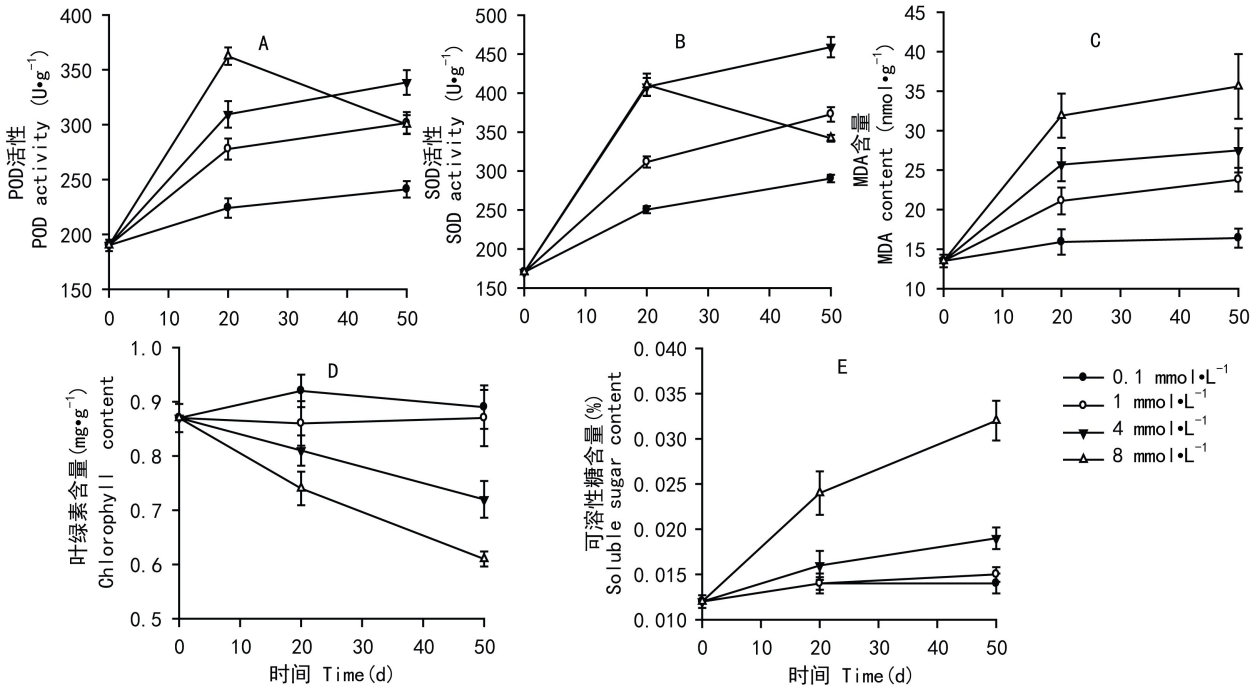 A
POD活性
POD activity (U•g⁻¹)
400
350
300
250
200
150
0 10 20 30 40 50
B
SOD活性
SOD activity (U•g⁻¹)
500
450
400
350
300
250
200
150
0 10 20 30 40 50
C
MDA含量
MDA content (nmol•g⁻¹)
45
40
35
30
25
20
15
10
0 10 20 30 40 50
D
叶绿素含量(mg•g⁻¹)
Chlorophyll content
1.0
0.9
0.8
0.7
0.6
0.5
0 10 20 30 40 50
时间 Time(d)
E
可溶性糖含量(%)
Soluble sugar content
0.040
0.035
0.030
0.025
0.020
0.015
0.010
0 10 20 30 40 50
时间 Time(d)
0.1 mmol•L⁻¹
1 mmol•L⁻¹
4 mmol•L⁻¹
8 mmol•L⁻¹